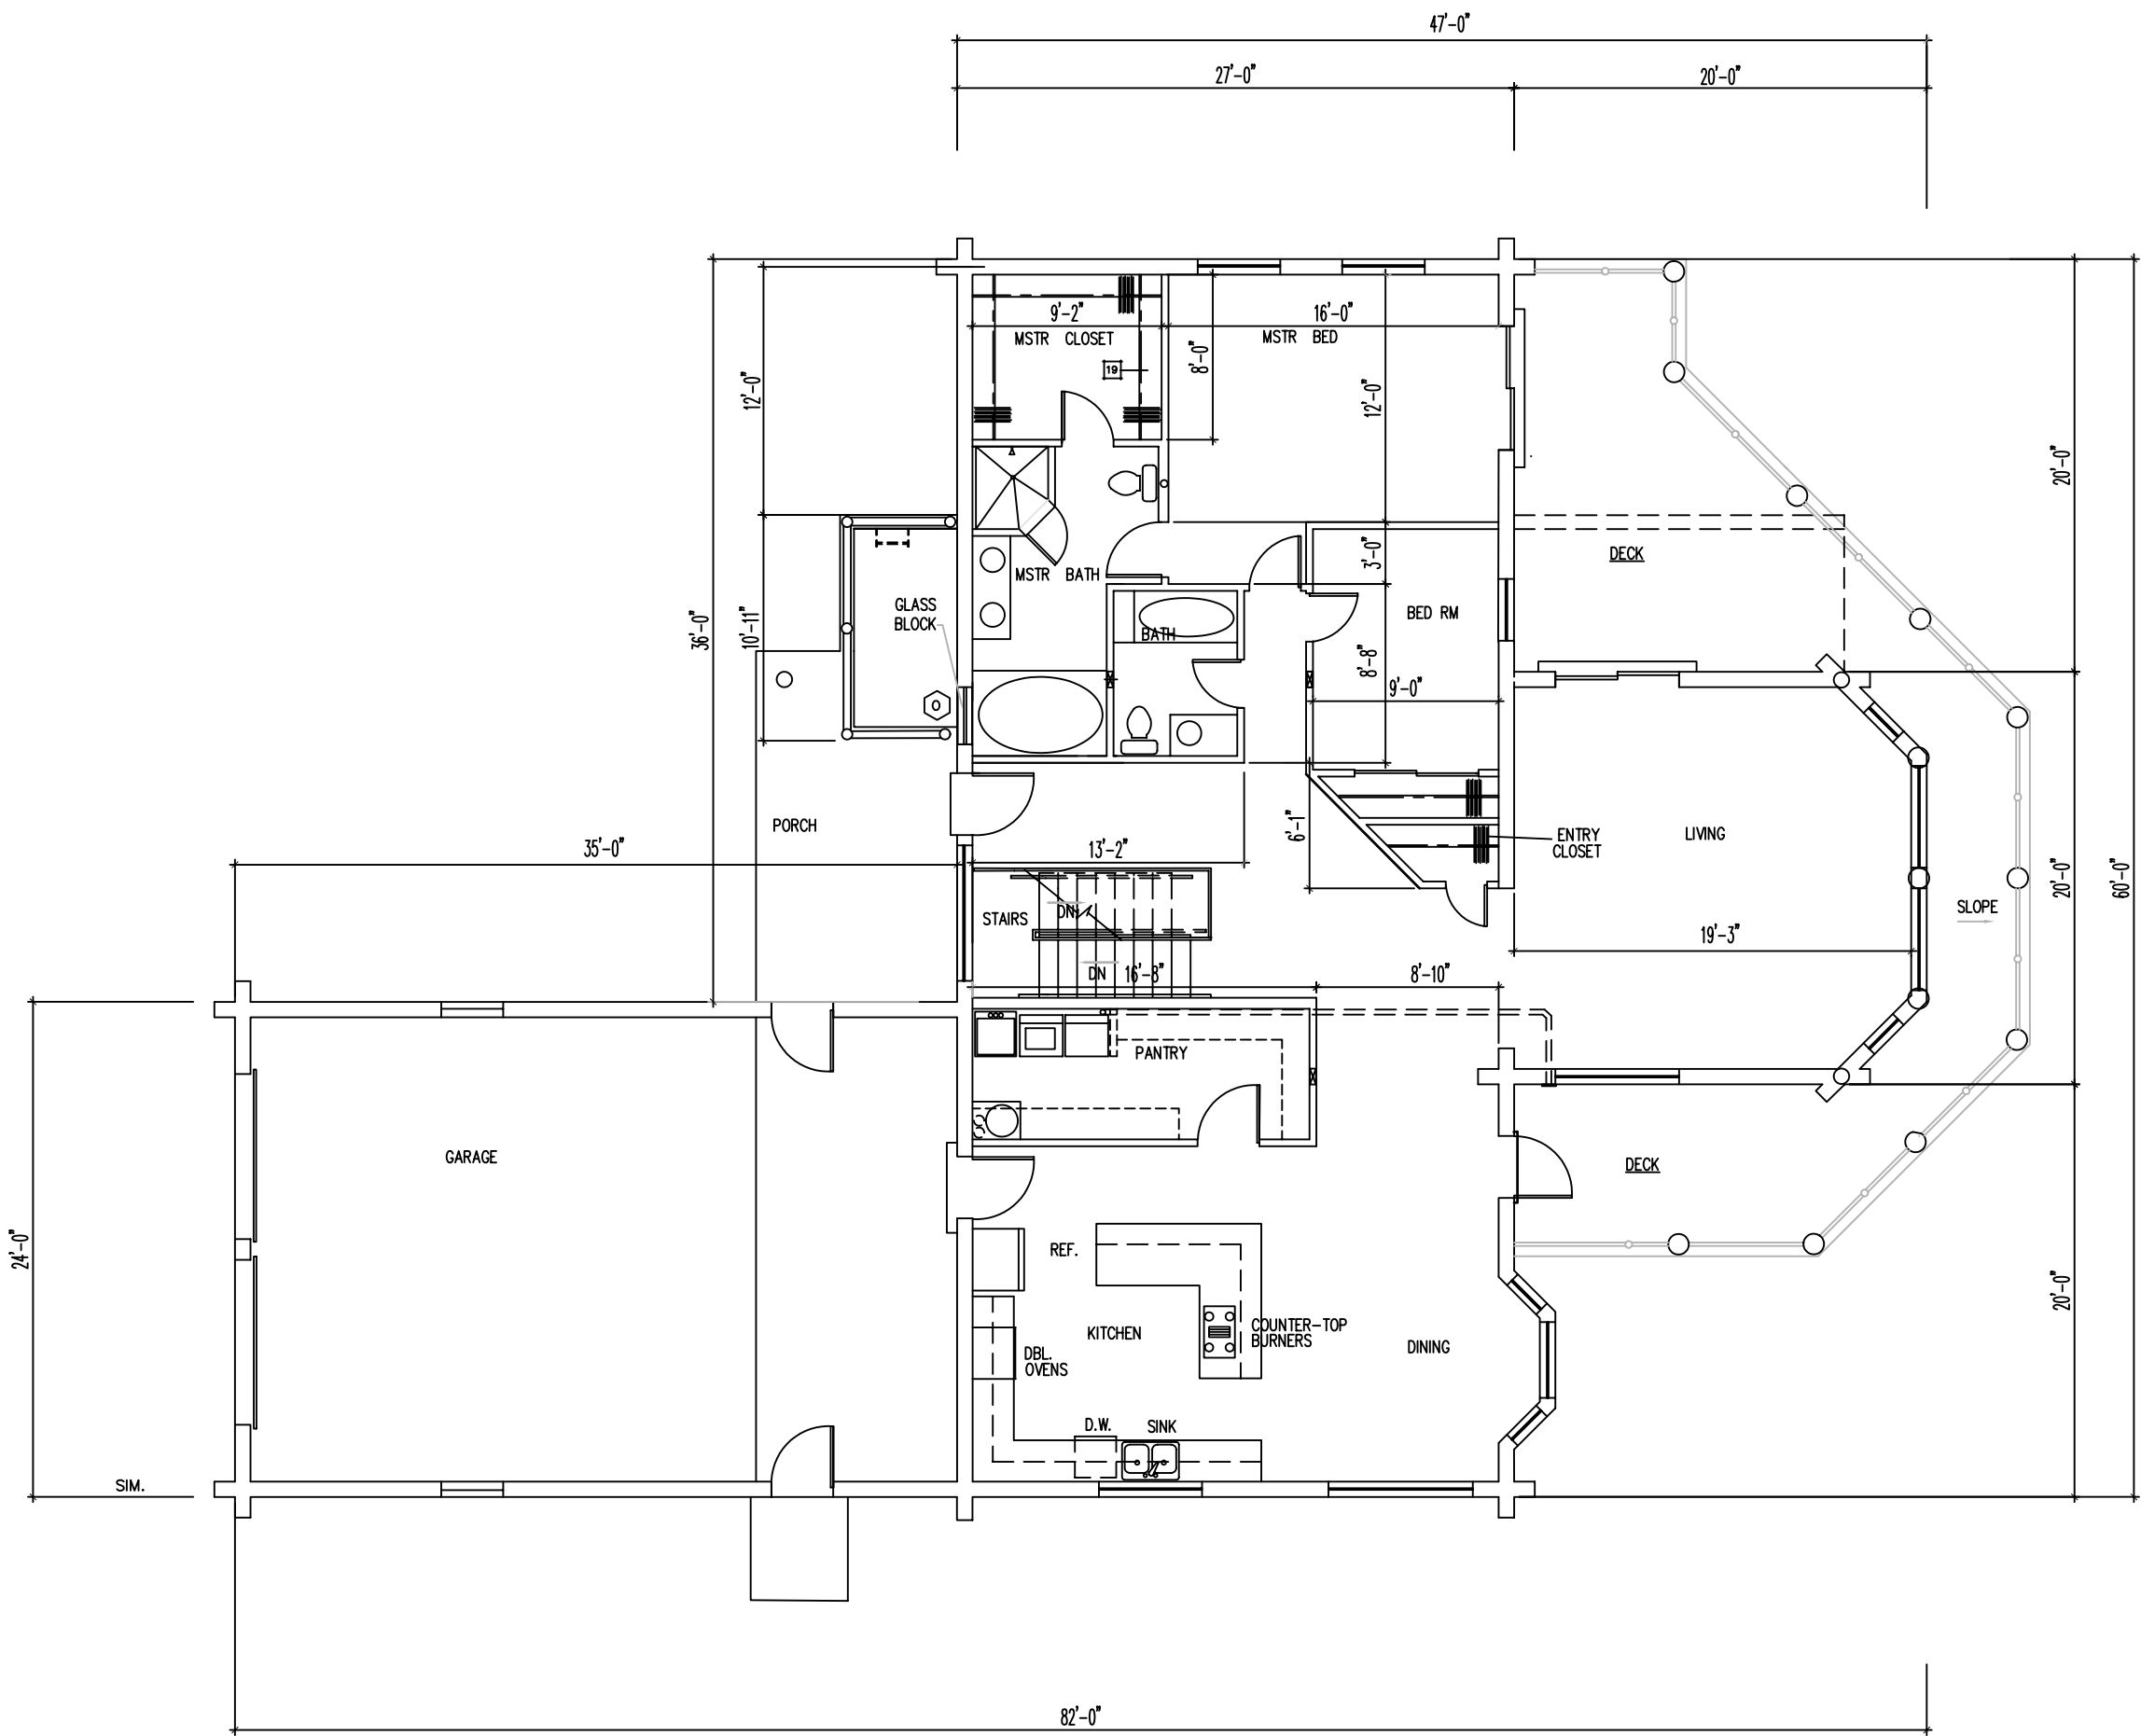 47'-0"
27'-0"
20'-0"
9'-2"
16'-0"
MSTR CLOSET
MSTR BED
8'-0"
19
12'-0"
12'-0"
20'-0"
3'-0"
DECK
MSTR BATH
GLASS
BLOCK
36'-0"
10'-11"
BATH
BED RM
8'-8"
9'-0"
PORCH
6'-1"
ENTRY
CLOSET
LIVING
35'-0"
13'-2"
20'-0"
60'-0"
STAIRS
DN
SLOPE
19'-3"
DN
16'-8"
8'-10"
PANTRY
GARAGE
DECK
24'-0"
REF.
20'-0"
KITCHEN
COUNTER-TOP
BURNERS
DINING
DBL.
OVENS
D.W.
SINK
SIM.
82'-0"